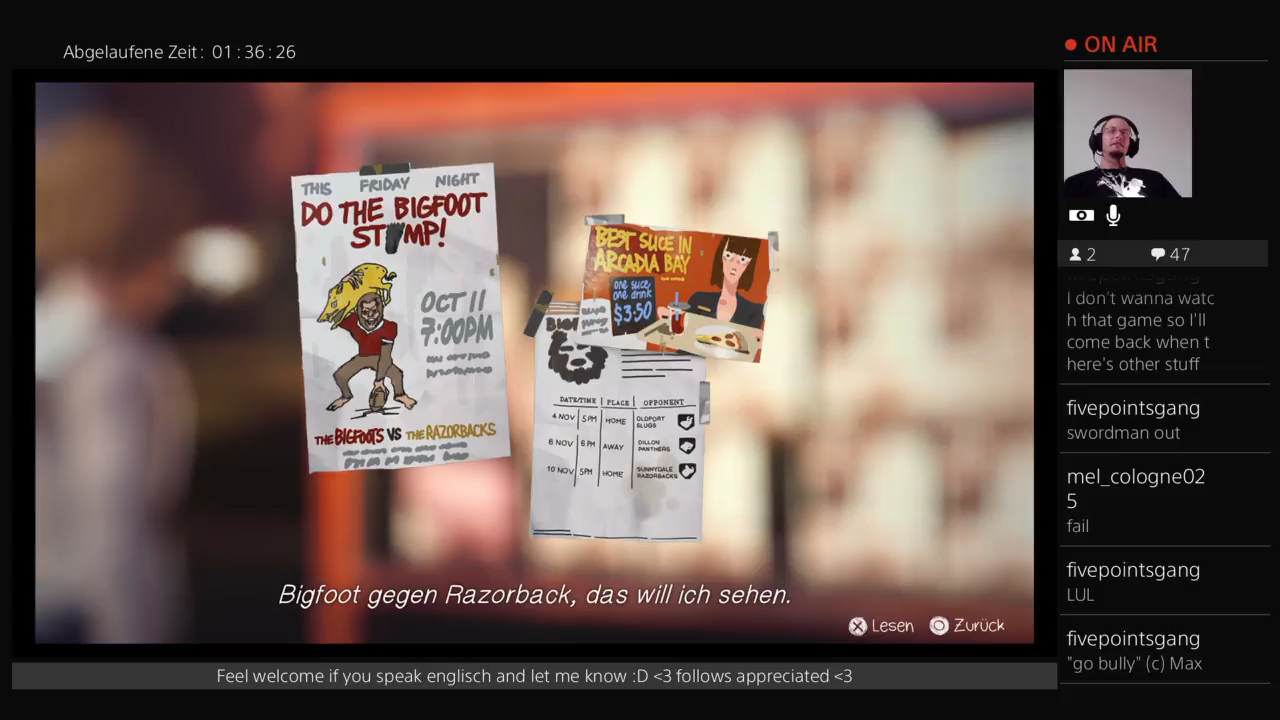 Abgelaufene Zeit: 01:36:26
ON AIR
THIS FRIDAY NIGHT
DO THE BIGFOOT
STOMP!
OCT 11
7:00PM
THE BIGFOOTS VS THE RAZORBACKS
BEST SLICE IN
ARCADIA BAY
one slice
one drink
$3.50
DATE/TIME PLACE OPPONENT
4 NOV 5PM HOME OLDPORT SLUGS
6 NOV 6PM AWAY DILLON PANTHERS
10 NOV 5PM HOME SUNNYDALE RAZORBACKS
Bigfoot gegen Razorback, das will ich sehen.
Lesen Zurück
Feel welcome if you speak englisch and let me know :D <3 follows appreciated <3
2 47
I don't wanna watc
h that game so I'll
come back when t
here's other stuff
fivepointsgang
swordman out
mel_cologne02
5
fail
fivepointsgang
LUL
fivepointsgang
"go bully" (c) Max